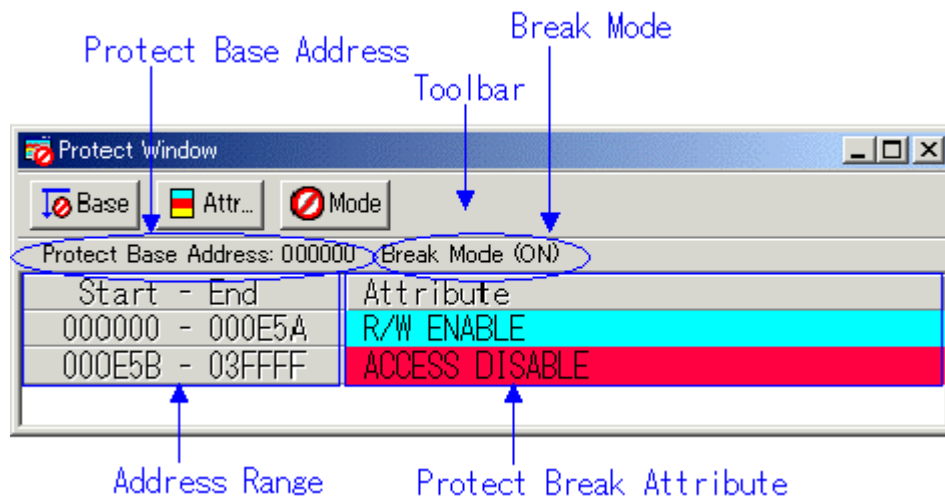 Break Mode
Protect Base Address
Toolbar
Protect Window
Base Attr... Mode
Protect Base Address: 000000 Break Mode (ON)
Start - End Attribute
000000 - 000E5A R/W ENABLE
000E5B - 03FFFF ACCESS DISABLE
Address Range Protect Break Attribute